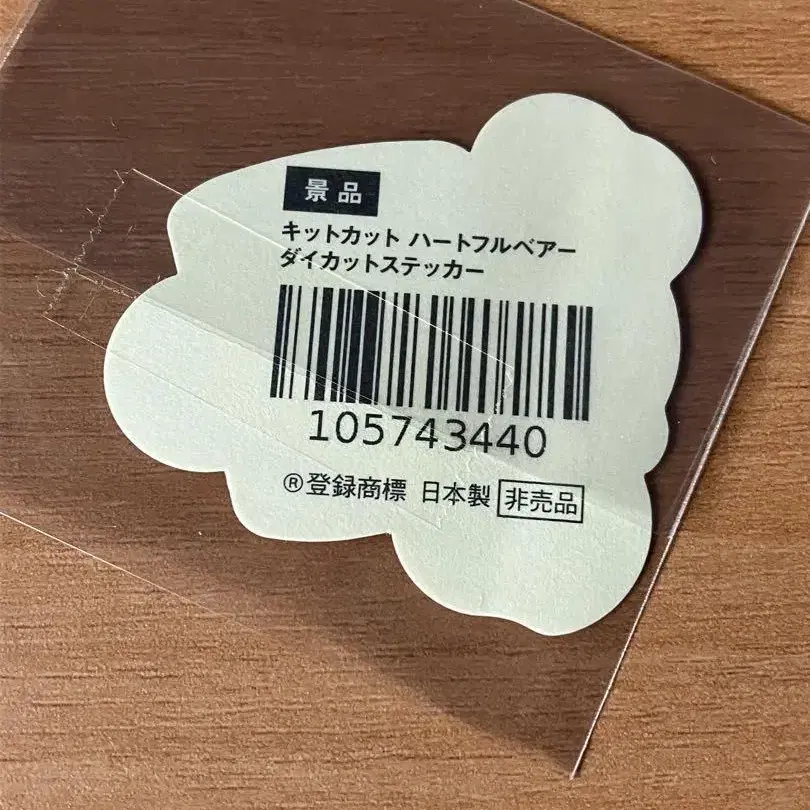 景品
キットカット ハートフルベアー
ダイカットステッカー
105743440
®登録商標 日本製 非売品